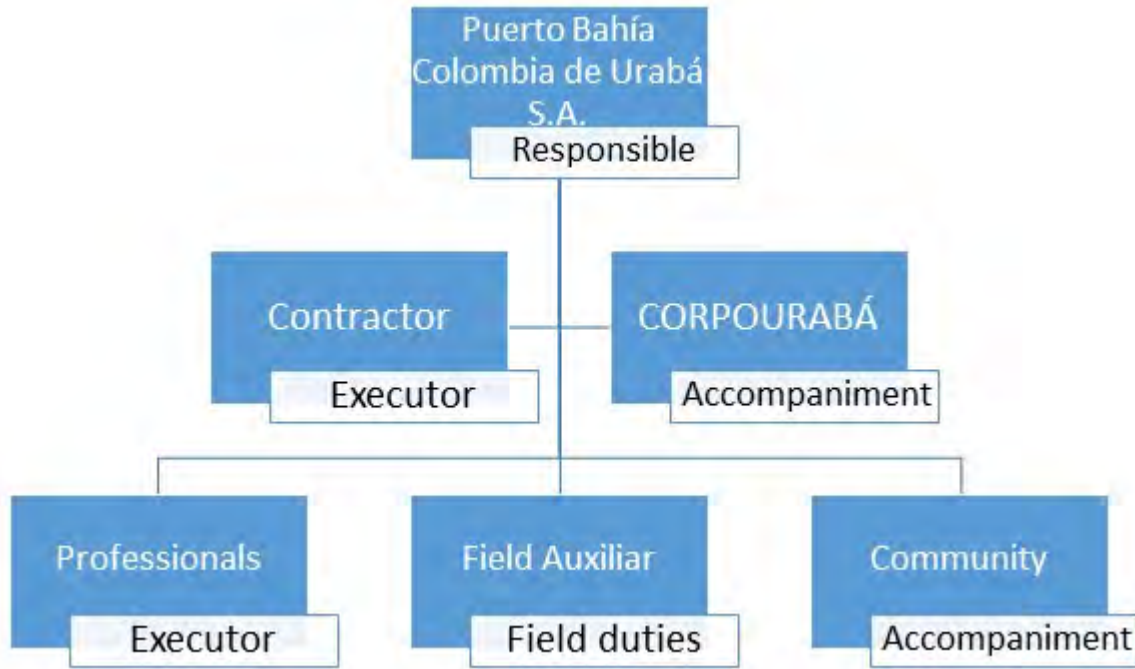 Puerto Bahía
Colombia de Urabá
S.A.
Responsible
Contractor
Executor
CORPOURABÁ
Accompaniment
Professionals
Executor
Field Auxiliar
Field duties
Community
Accompaniment